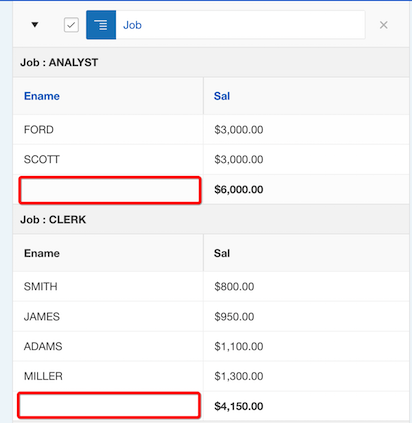 Job
Job : ANALYST
Ename Sal
FORD $3,000.00
SCOTT $3,000.00
$6,000.00
Job : CLERK
Ename Sal
SMITH $800.00
JAMES $950.00
ADAMS $1,100.00
MILLER $1,300.00
$4,150.00